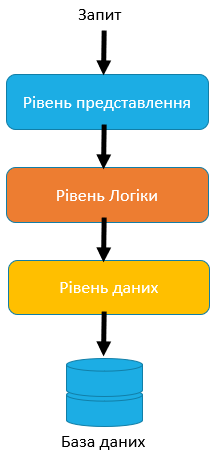 Запит
Рівень представлення
Рівень Логіки
Рівень даних
База даних